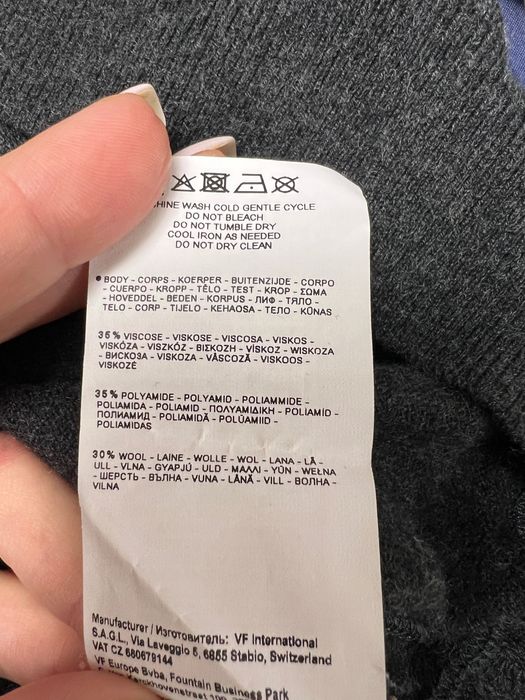 HINE WASH COLD GENTLE CYCLE
DO NOT BLEACH
DO NOT TUMBLE DRY
COOL IRON AS NEEDED
DO NOT DRY CLEAN
BODY - CORPS - KOERPER - BUITENZIJDE - CORPO
- CUERPO - KROPP - TĚLO - TEST - KROP - ΣΩΜΑ
- HOVEDDEL - BEDEN - KORPUS - ЛИФ - ТЯЛО -
TELO - CORP - TIJELO - KEHAOSA - ТЕЛО - KŪNAS
35% VISCOSE - VISKOSE - VISCOSA - VISKOS -
VISKÓZA - VISZKÓZ - ΒΙΣΚΟΖΗ - VİSKOZ - WISKOZA
- ВИСКОЗА - VISKOZA - VÂSCOZĂ - VISKOOS -
VISKOZĖ
35% POLYAMIDE - POLYAMID - POLIAMMIDE -
POLIAMIDA - POLIAMID - ΠΟΛΥΑΜΙΔΙΚΗ - POLIAMİD -
ПОЛИАМИД - POLIAMIDĂ - POLÜAMIID -
POLIAMIDAS
30% WOOL - LAINE - WOLLE - WOL - LANA - LÃ -
ULL - VLNA - GYAPJÚ - ULD - ΜΑΛΛΙ - YÜN - WEŁNA
- ШЕРСТЬ - ВЪЛНА - VUNA - LÂNĂ - VILL - ВОЛНА -
VILNA
Manufacturer / Изготовитель: VF International
S.A.G.L., Via Laveggio 5, 6855 Stabio, Switzerland
VAT CZ 680679144
VF Europe Bvba, Fountain Business Park